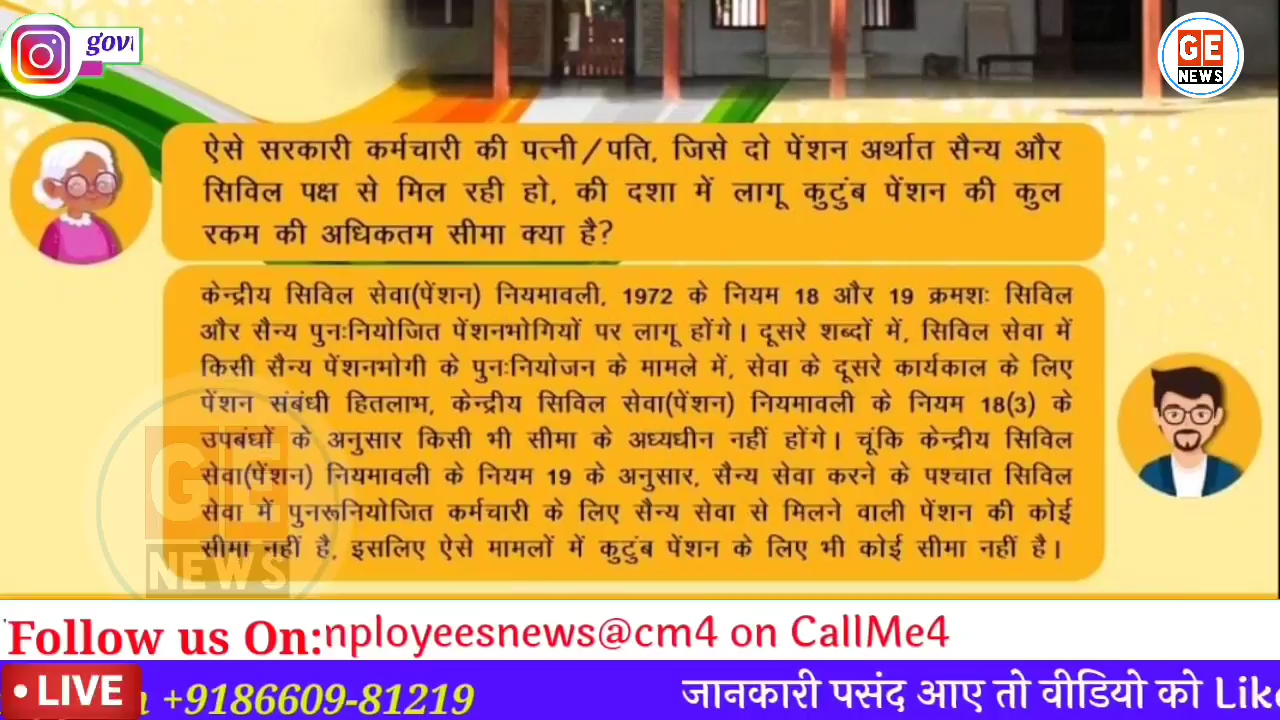 govi
GE
NEWS
ऐसे सरकारी कर्मचारी की पत्नी/पति, जिसे दो पेंशन अर्थात सैन्य और
सिविल पक्ष से मिल रही हो, की दशा में लागू कुटुंब पेंशन की कुल
रकम की अधिकतम सीमा क्या है?
केन्द्रीय सिविल सेवा(पेंशन) नियमावली, 1972 के नियम 18 और 19 क्रमशः सिविल
और सैन्य पुनःनियोजित पेंशनभोगियों पर लागू होंगे। दूसरे शब्दों में, सिविल सेवा में
किसी सैन्य पेंशनभोगी के पुनःनियोजन के मामले में, सेवा के दूसरे कार्यकाल के लिए
पेंशन संबंधी हितलाभ, केन्द्रीय सिविल सेवा(पेंशन) नियमावली के नियम 18(3) के
उपबंधों के अनुसार किसी भी सीमा के अध्यधीन नहीं होंगे। चूंकि केन्द्रीय सिविल
सेवा(पेंशन) नियमावली के नियम 19 के अनुसार, सैन्य सेवा करने के पश्चात सिविल
सेवा में पुनरूनियोजित कर्मचारी के लिए सैन्य सेवा से मिलने वाली पेंशन की कोई
सीमा नहीं है, इसलिए ऐसे मामलों में कुटुंब पेंशन के लिए भी कोई सीमा नहीं है।
GE
NEWS
Follow us On: nployeesnews@cm4 on CallMe4
• LIVE +9186609-81219 जानकारी पसंद आए तो वीडियो को Like